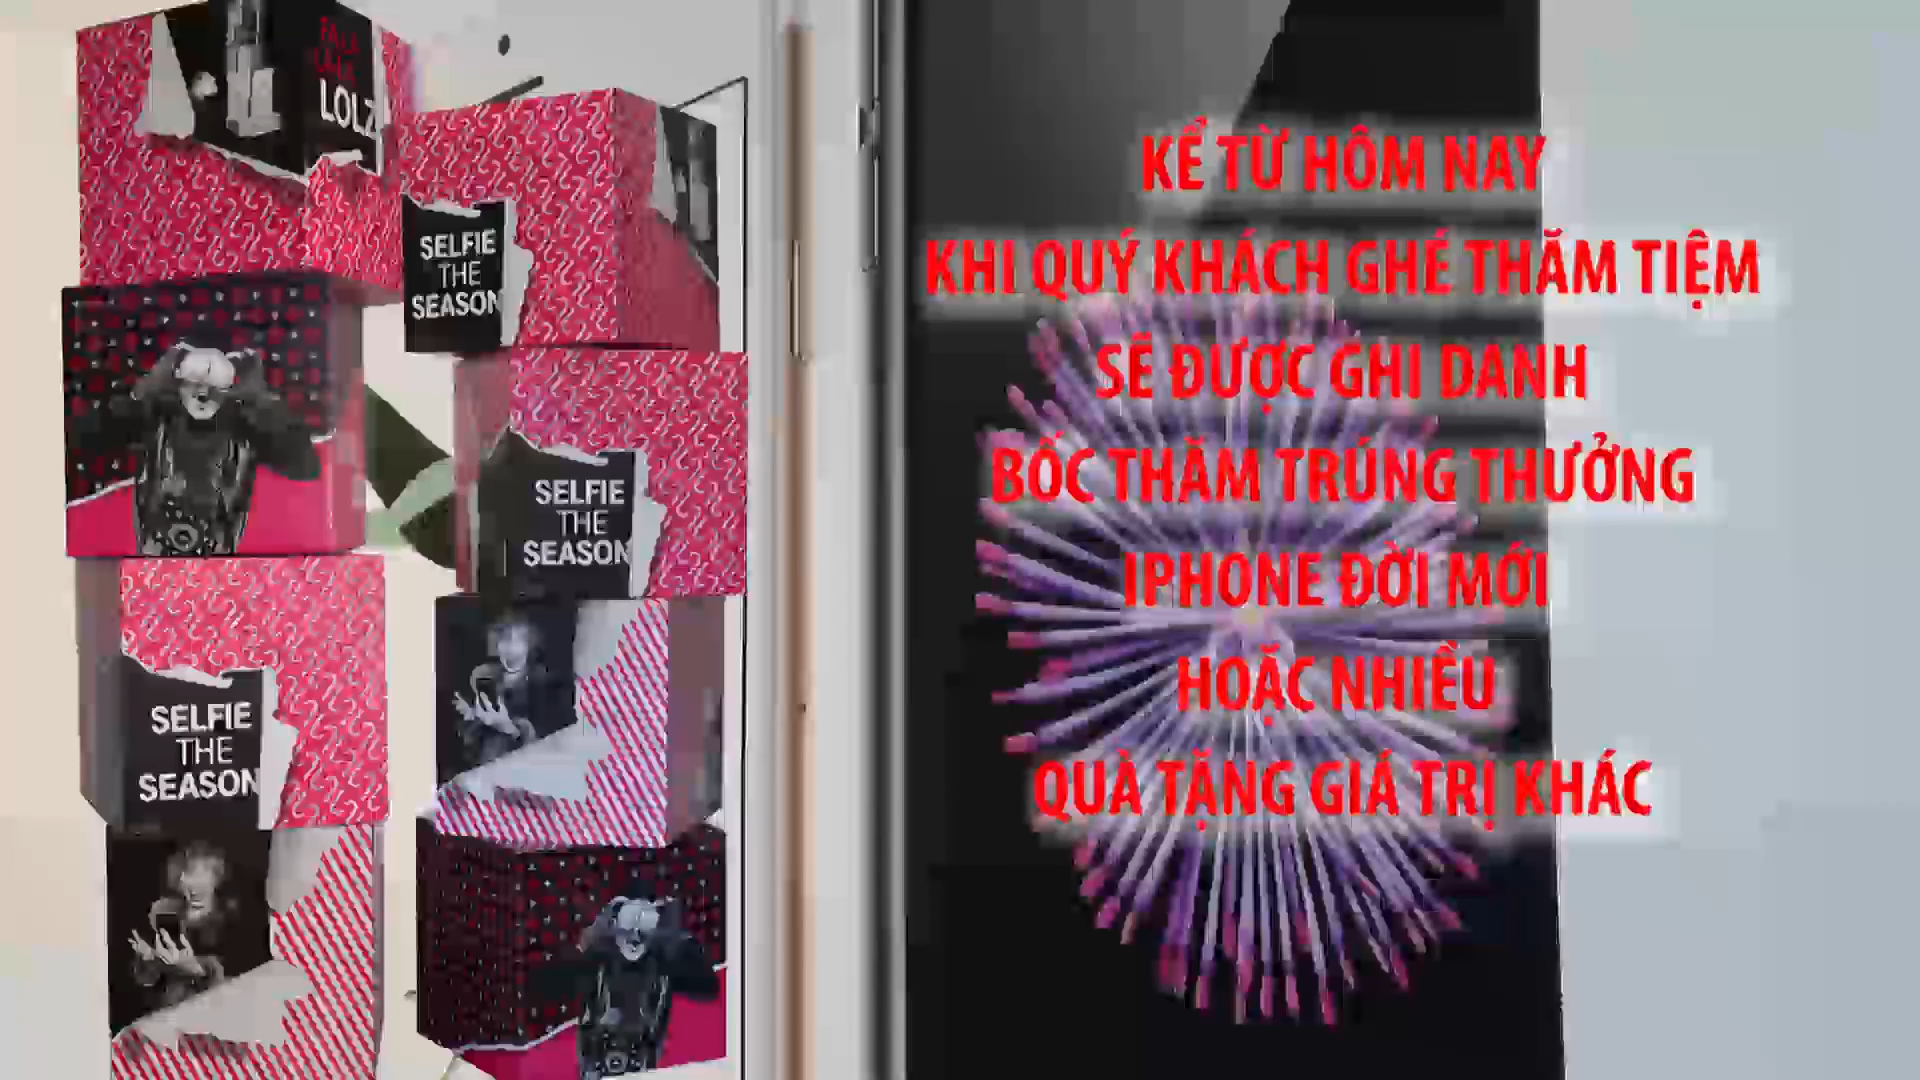 FALA
LALA
LOLZ
SELFIE
THE
SEASON
SELFIE
THE
SEASON
SELFIE
THE
SEASON
KỂ TỪ HÔM NAY
KHI QUÝ KHÁCH GHÉ THĂM TIỆM
SẼ ĐƯỢC GHI DANH
BỐC THĂM TRÚNG THƯỞNG
IPHONE ĐỜI MỚI
HOẶC NHIỀU
QUÀ TẶNG GIÁ TRỊ KHÁC